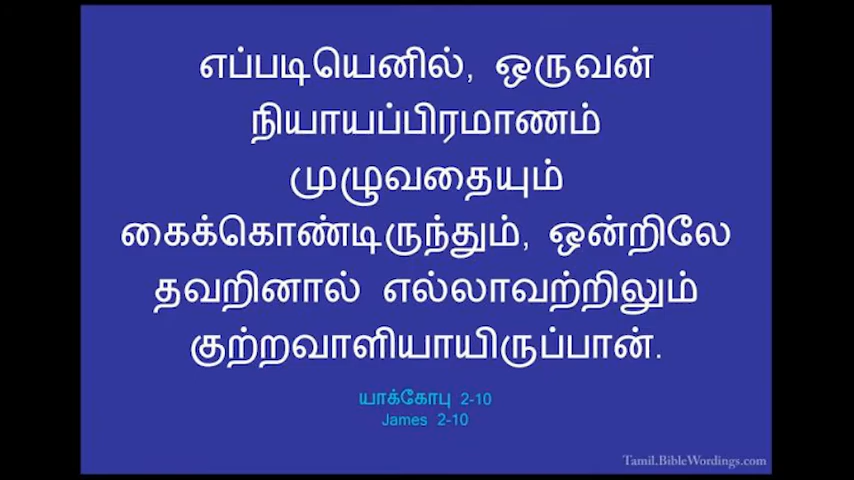 எப்படியெனில், ஒருவன்
நியாயப்பிரமாணம்
முழுவதையும்
கைக்கொண்டிருந்தும், ஒன்றிலே
தவறினால் எல்லாவற்றிலும்
குற்றவாளியாயிருப்பான்.
யாக்கோபு 2-10
James 2-10
Tamil.BibleWordings.com